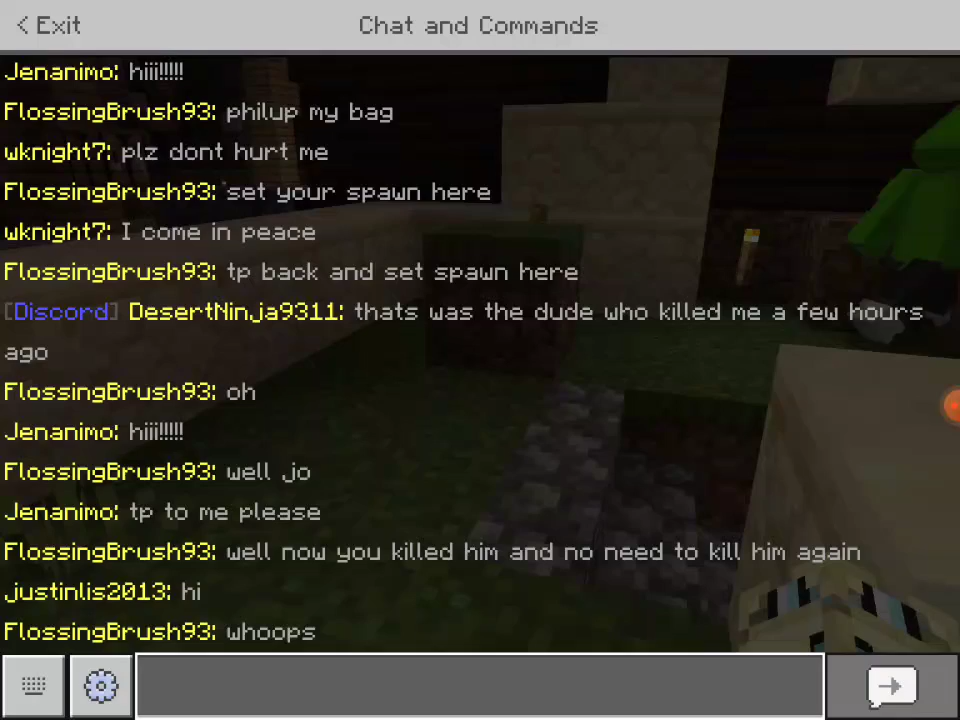 < Exit
Chat and Commands
Jenanimo: hiii!!!!!
FlossingBrush93: philup my bag
wknight7: plz dont hurt me
FlossingBrush93: set your spawn here
wknight7: I come in peace
FlossingBrush93: tp back and set spawn here
[Discord] DesertNinja9311: thats was the dude who killed me a few hours
ago
FlossingBrush93: oh
Jenanimo: hiii!!!!!
FlossingBrush93: well jo
Jenanimo: tp to me please
FlossingBrush93: well now you killed him and no need to kill him again
justinlis2013: hi
FlossingBrush93: whoops